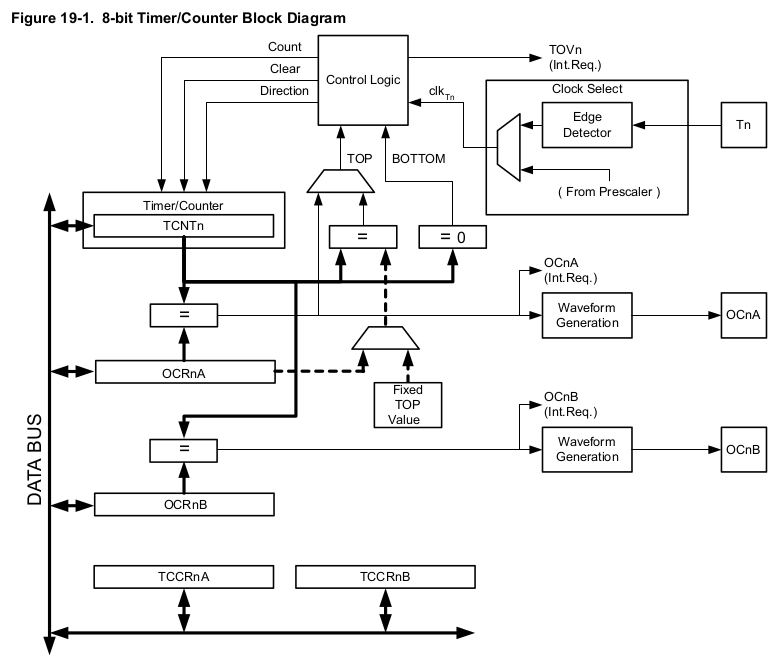 Figure 19-1. 8-bit Timer/Counter Block Diagram
Count
Clear
Direction
Control Logic
TOVn
(Int.Req.)
clkTn
Clock Select
Edge
Detector
Tn
( From Prescaler )
TOP
BOTTOM
Timer/Counter
TCNTn
=
= 0
OCnA
(Int.Req.)
=
Waveform
Generation
OCnA
OCRnA
Fixed
TOP
Value
OCnB
(Int.Req.)
=
Waveform
Generation
OCnB
OCRnB
DATA BUS
TCCRnA
TCCRnB